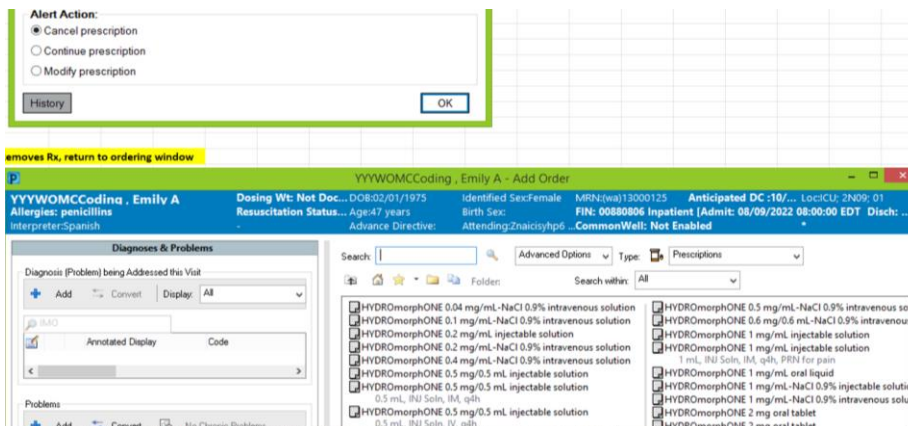 Alert Action:
Cancel prescription
Continue prescription
Modify prescription
History
OK
emoves Rx, return to ordering window
YYYWOMCCoding , Emily A - Add Order
YYYWOMCCoding , Emily A
Allergies: penicillins
Interpreter:Spanish
Dosing Wt: Not Doc...
Resuscitation Status...
-
DOB:02/01/1975
Age:47 years
Advance Directive:
Identified Sex:Female
Birth Sex:
Attending:Znaicisyhp6 ...
MRN:(wa)13000125
Anticipated DC :10/...
Loc:ICU; 2N09; 01
FIN: 00880806 Inpatient [Admit: 08/09/2022 08:00:00 EDT Disch: ...
CommonWell: Not Enabled
*
Diagnoses & Problems
Diagnosis (Problem) being Addressed this Visit
Add Convert Display: All
IMO
Annotated Display Code
Problems
Add Convert No Chronic Problems
Search: Advanced Options Type: Prescriptions
Folder: Search within: All
HYDROmorphONE 0.04 mg/mL-NaCl 0.9% intravenous solution
HYDROmorphONE 0.1 mg/mL-NaCl 0.9% intravenous solution
HYDROmorphONE 0.2 mg/mL injectable solution
HYDROmorphONE 0.2 mg/mL-NaCl 0.9% intravenous solution
HYDROmorphONE 0.4 mg/mL-NaCl 0.9% intravenous solution
HYDROmorphONE 0.5 mg/0.5 mL injectable solution
HYDROmorphONE 0.5 mg/0.5 mL injectable solution
0.5 mL, INJ Soln, IM, q4h
HYDROmorphONE 0.5 mg/0.5 mL injectable solution
0.5 mL, INJ Soln, IV, q4h
HYDROmorphONE 0.5 mg/mL-NaCl 0.9% intravenous so
HYDROmorphONE 0.6 mg/0.6 mL-NaCl 0.9% intravenou
HYDROmorphONE 1 mg/mL injectable solution
HYDROmorphONE 1 mg/mL injectable solution
1 mL, INJ Soln, IM, q4h, PRN for pain
HYDROmorphONE 1 mg/mL oral liquid
HYDROmorphONE 1 mg/mL-NaCl 0.9% injectable soluti
HYDROmorphONE 1 mg/mL-NaCl 0.9% intravenous solu
HYDROmorphONE 2 mg oral tablet
HYDROmorphONE 2 mg oral tablet